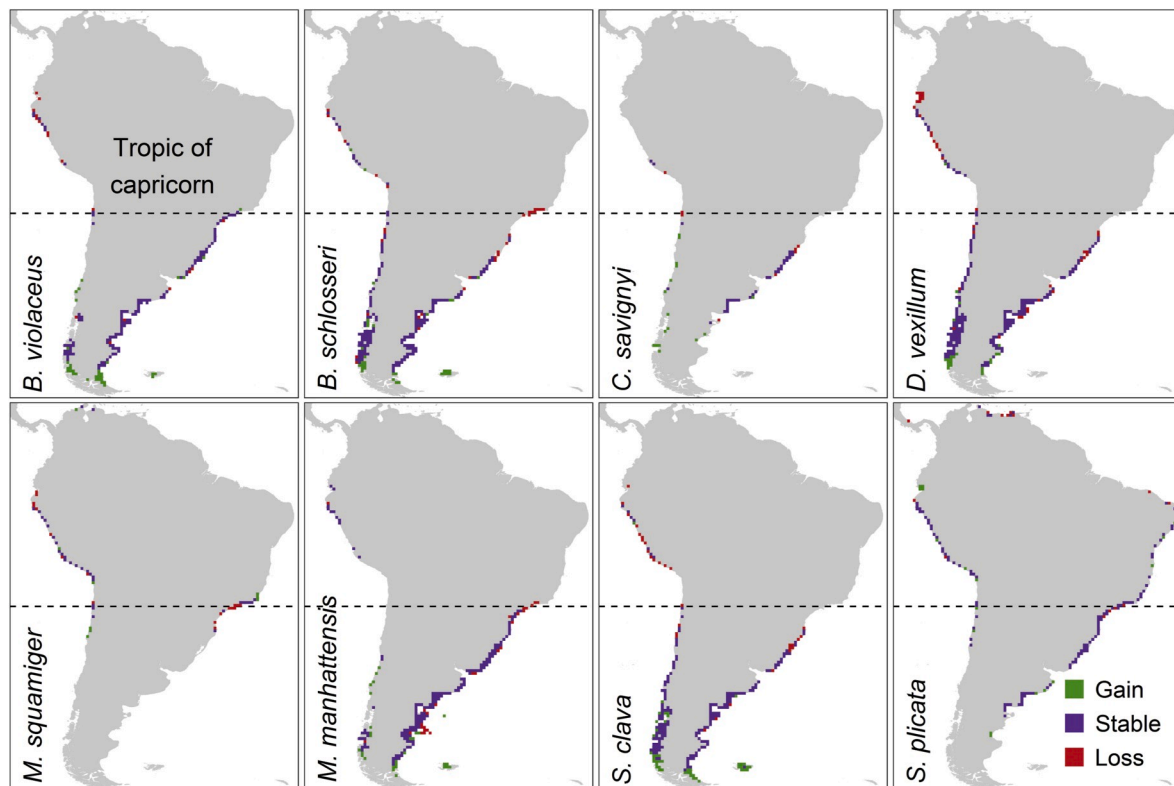 Tropic of
capricorn
B. violaceus
B. schlosseri
C. savignyi
D. vexillum
M. squamiger
M. manhattensis
S. clava
S. plicata
Gain
Stable
Loss